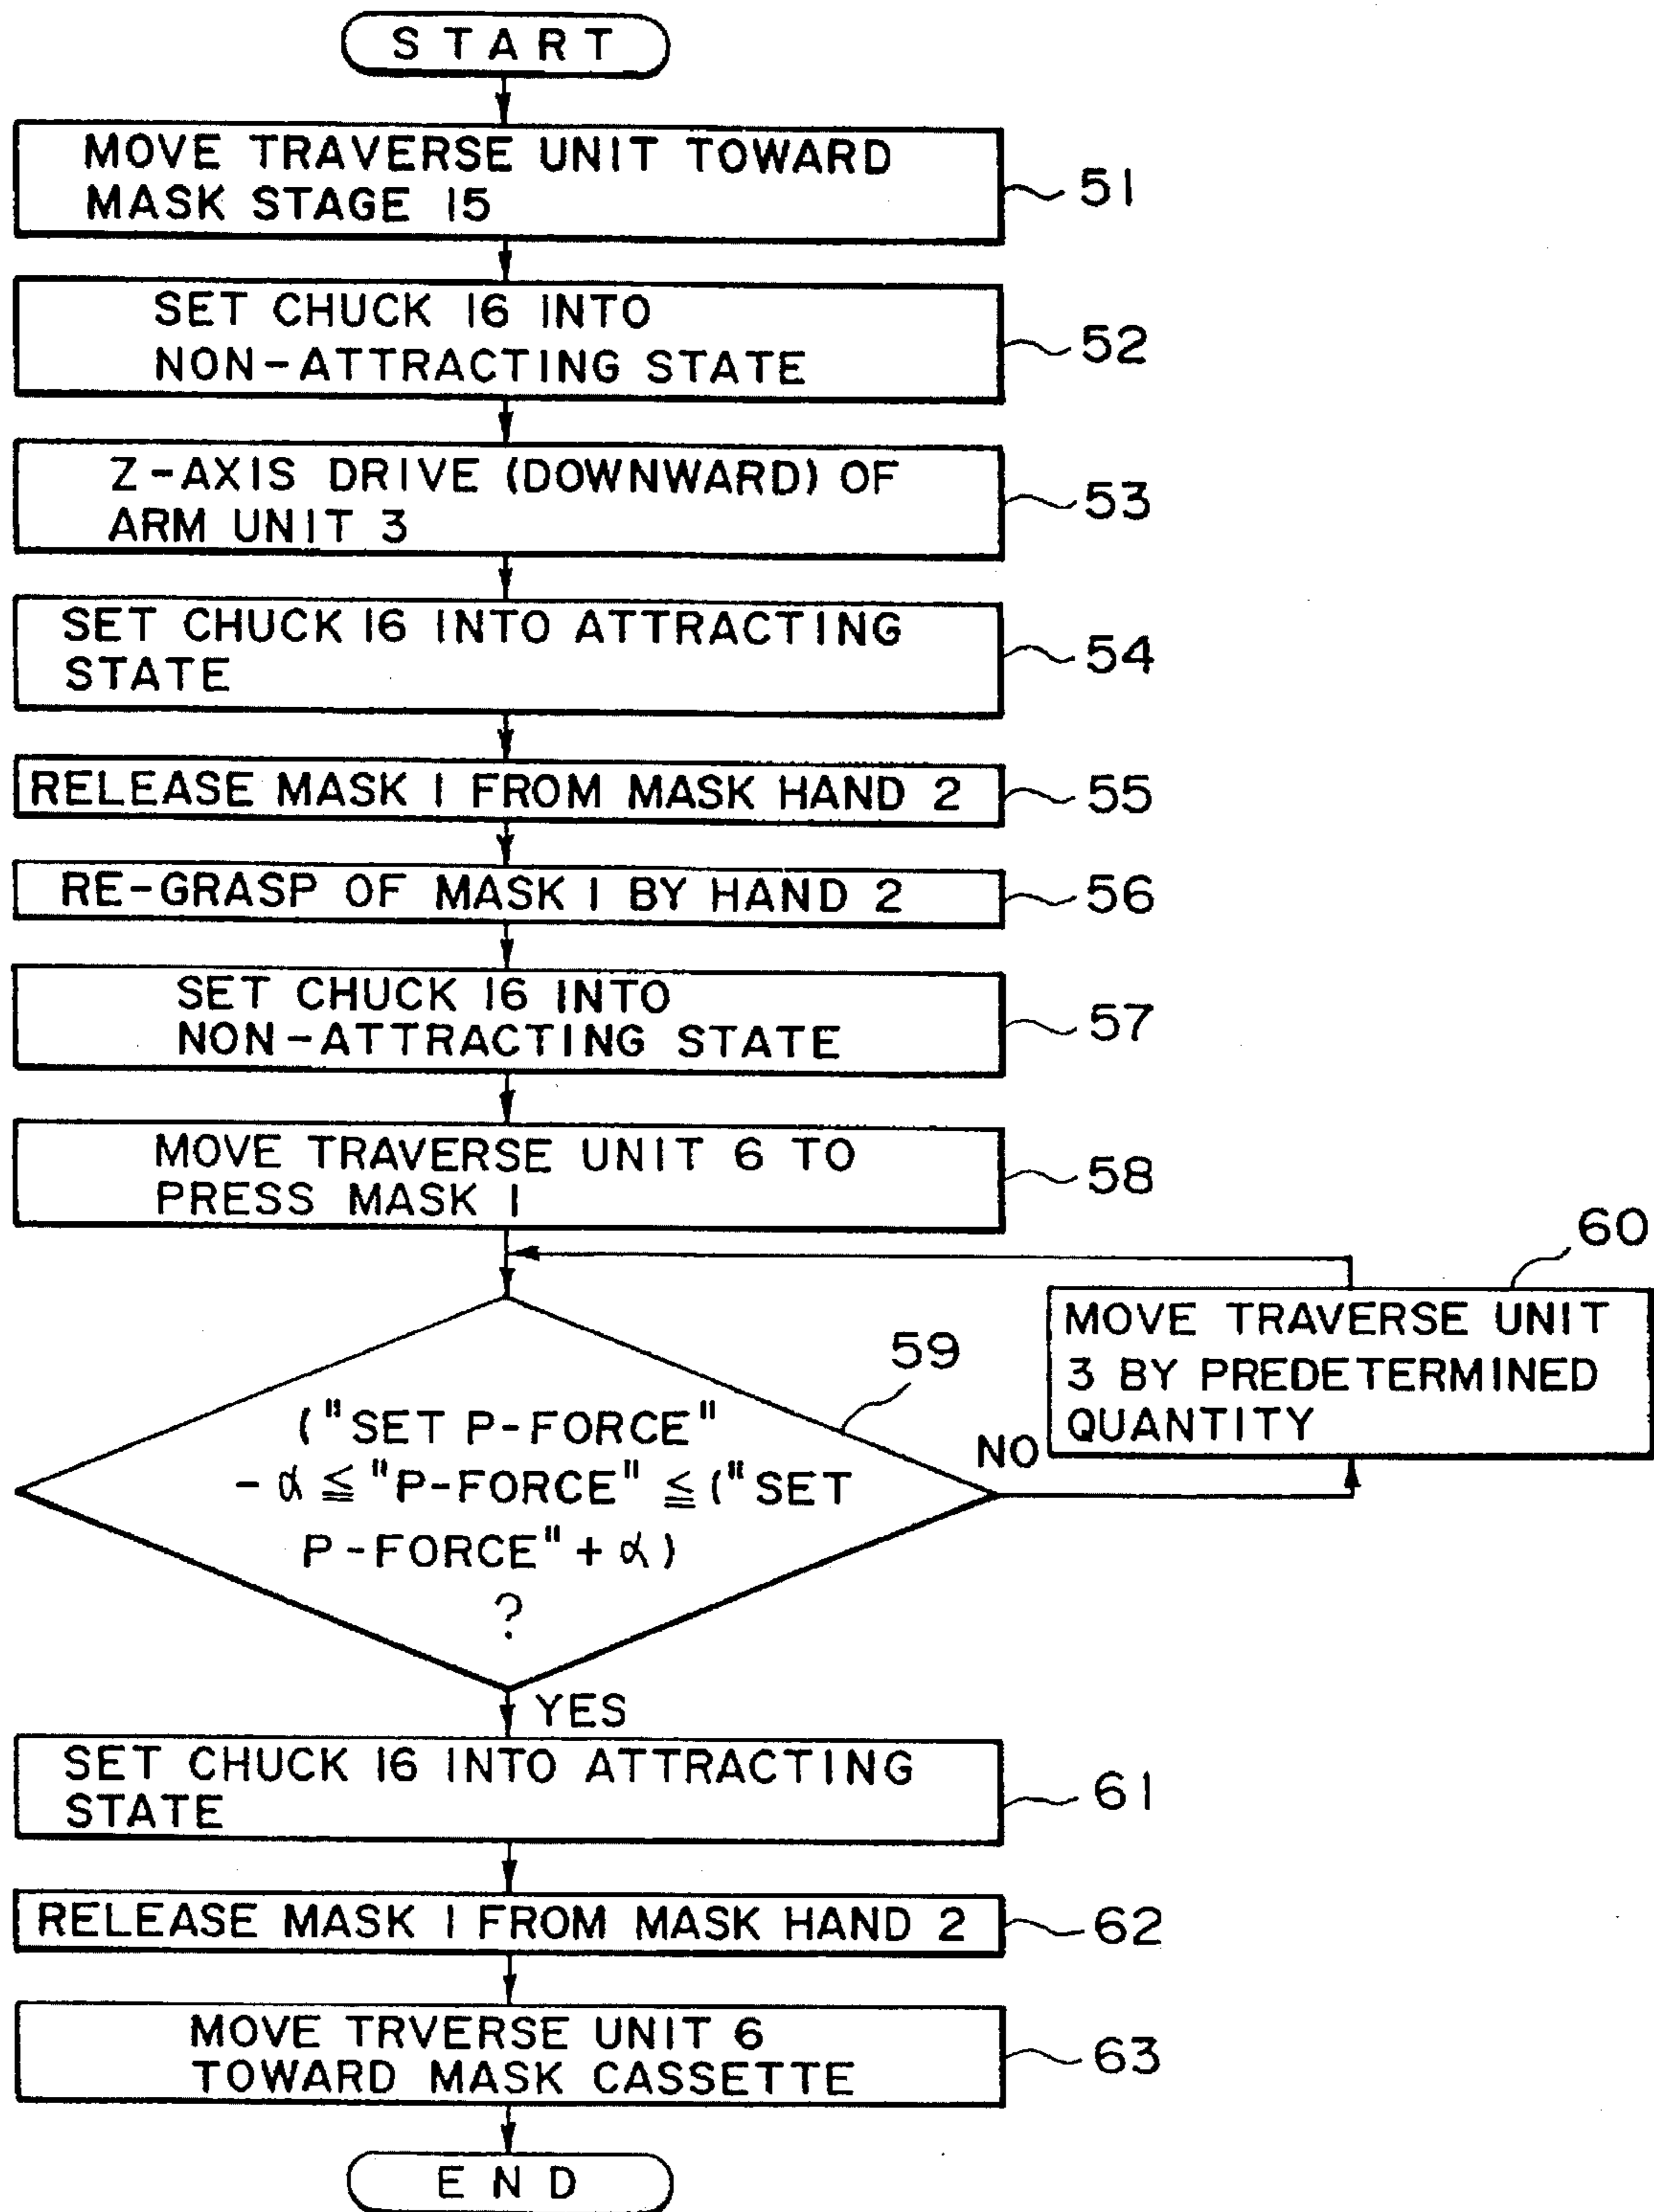 START
MOVE TRAVERSE UNIT TOWARD
MASK STAGE 15
51
SET CHUCK 16 INTO
NON-ATTRACTING STATE
52
Z-AXIS DRIVE (DOWNWARD) OF
ARM UNIT 3
53
SET CHUCK 16 INTO ATTRACTING
STATE
54
RELEASE MASK 1 FROM MASK HAND 2
55
RE-GRASP OF MASK 1 BY HAND 2
56
SET CHUCK 16 INTO
NON-ATTRACTING STATE
57
MOVE TRAVERSE UNIT 6 TO
PRESS MASK 1
58
60
MOVE TRAVERSE UNIT
3 BY PREDETERMINED
QUANTITY
59
("SET P-FORCE"
- α ≦ "P-FORCE" ≦ ("SET
P-FORCE" + α)
?
NO
YES
SET CHUCK 16 INTO ATTRACTING
STATE
61
RELEASE MASK 1 FROM MASK HAND 2
62
MOVE TRVERSE UNIT 6
TOWARD MASK CASSETTE
63
END